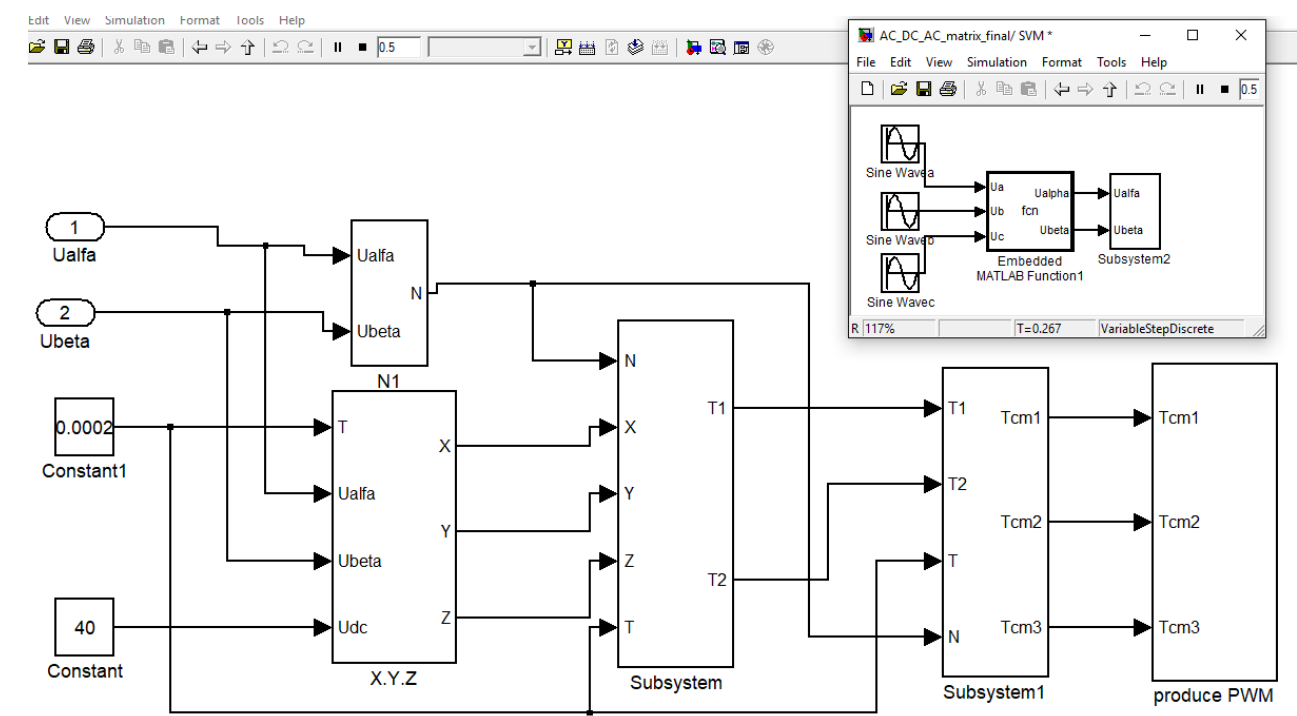 Edit View Simulation Format Tools Help
0.5
AC_DC_AC_matrix_final/ SVM *
File Edit View Simulation Format Tools Help
0.5
Sine Wavea
Sine Waveb
Sine Wavec
Ua
Ub
Uc
fcn
Ualpha
Ubeta
Embedded
MATLAB Function1
Ualfa
Ubeta
Subsystem2
R 117% T=0.267 VariableStepDiscrete
1
Ualfa
2
Ubeta
0.0002
Constant1
40
Constant
Ualfa
Ubeta
N
N1
T
Ualfa
Ubeta
Udc
X
Y
Z
X.Y.Z
N
X
Y
Z
T
T1
T2
Subsystem
T1
T2
T
N
Tcm1
Tcm2
Tcm3
Subsystem1
Tcm1
Tcm2
Tcm3
produce PWM